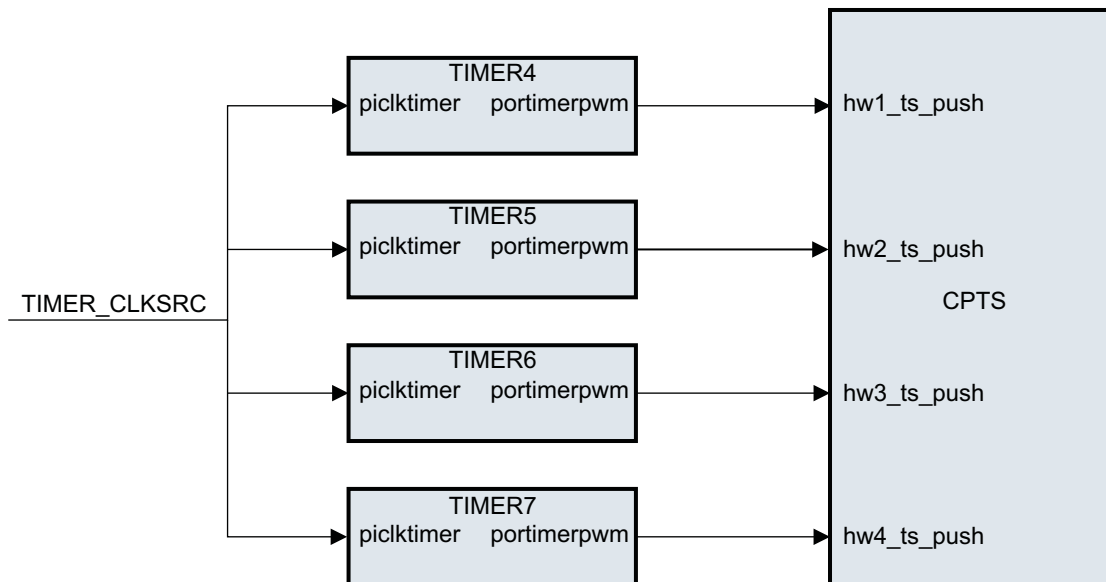 TIMER4
piclktimer portimerpwm
hw1_ts_push
TIMER5
piclktimer portimerpwm
hw2_ts_push
TIMER_CLKSRC
CPTS
TIMER6
piclktimer portimerpwm
hw3_ts_push
TIMER7
piclktimer portimerpwm
hw4_ts_push